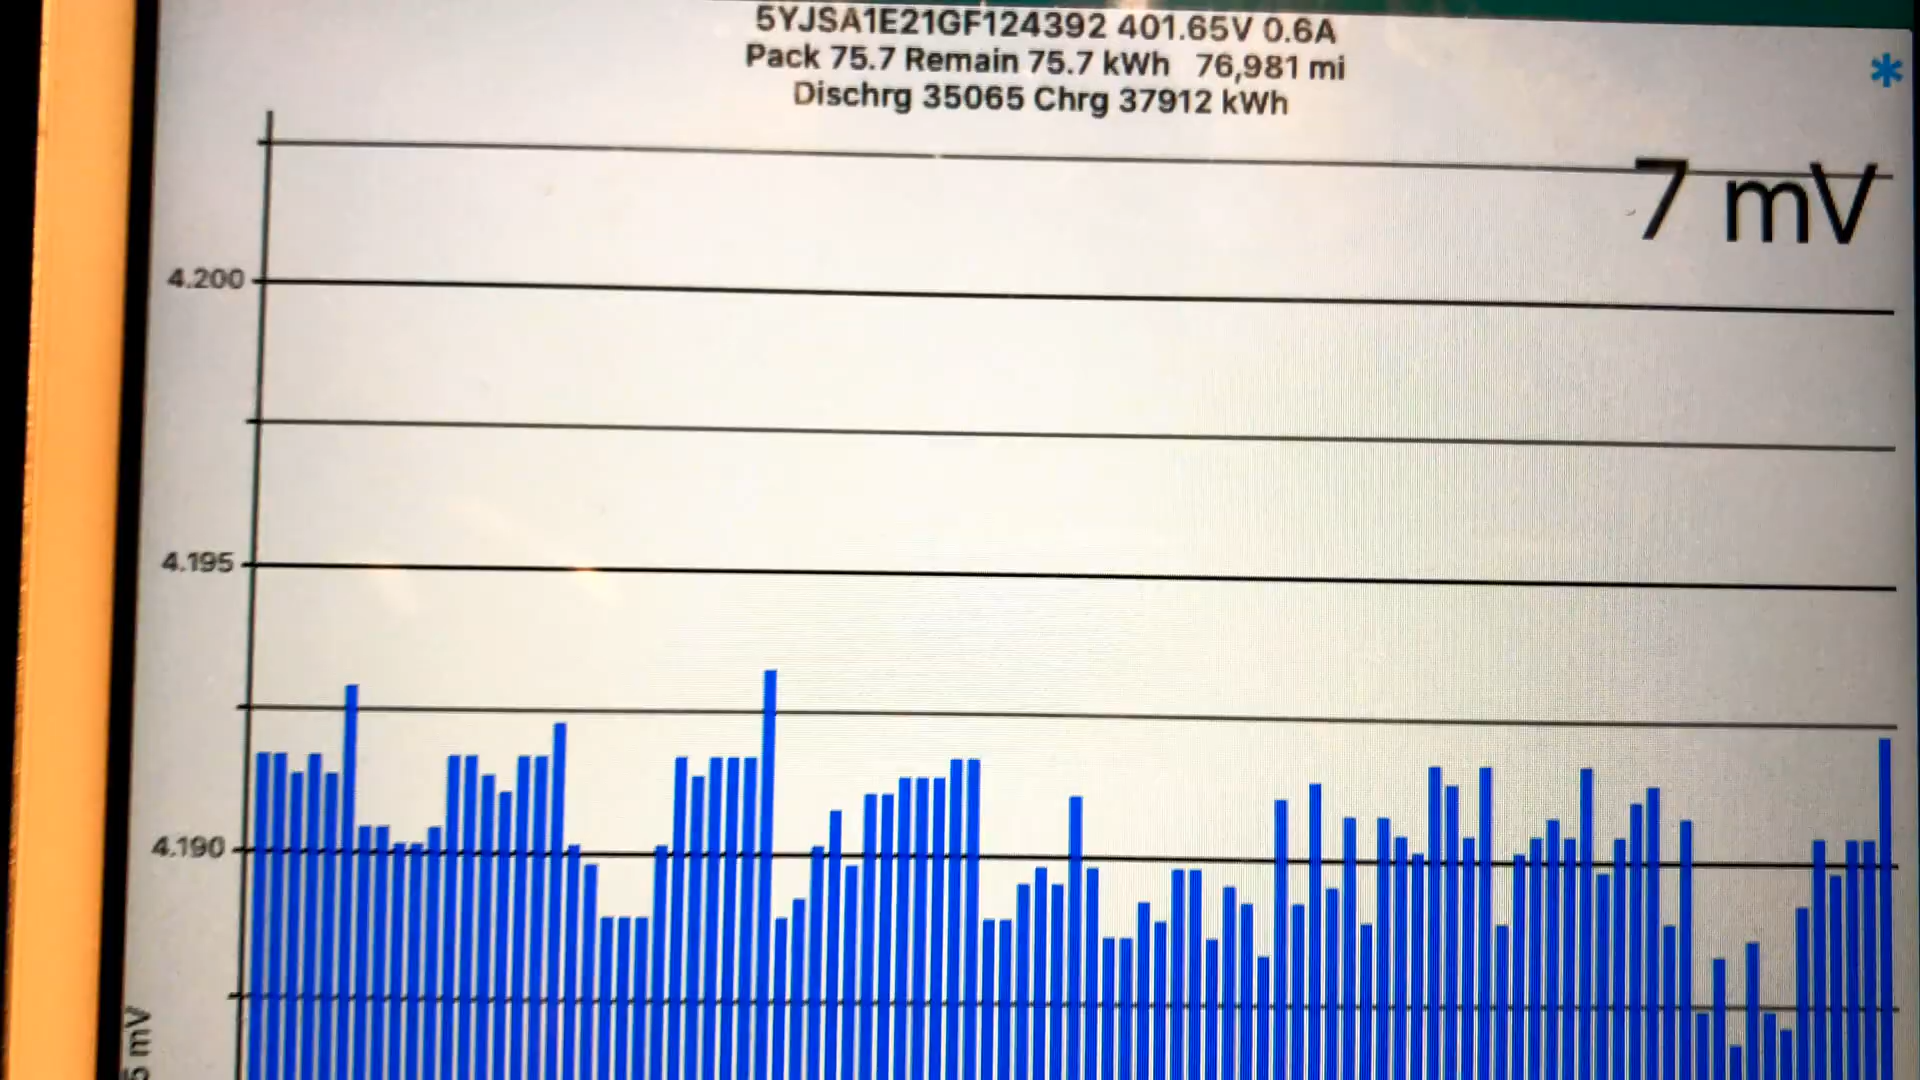 5YJSA1E21GF124392 401.65V 0.6A
Pack 75.7 Remain 75.7 kWh 76,981 mi
Dischrg 35065 Chrg 37912 kWh
7 mV
4.200
4.195
4.190
mV